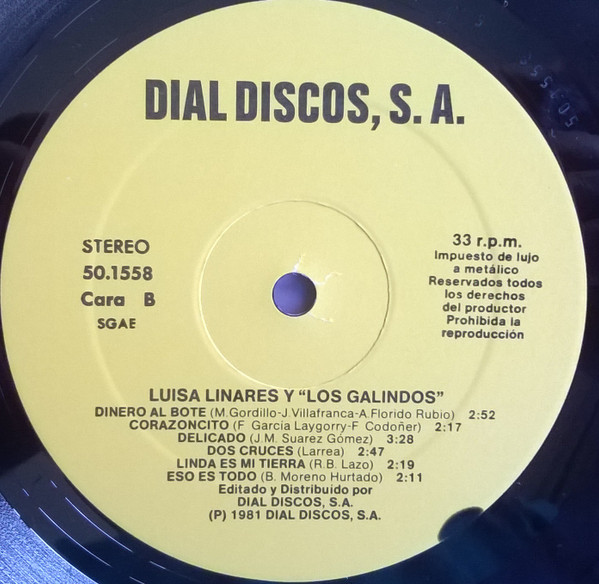 DIAL DISCOS, S. A.
STEREO
50.1558
Cara B
SGAE
33 r.p.m.
Impuesto de lujo
a metálico
Reservados todos
los derechos
del productor
Prohibida la
reproducción
LUISA LINARES Y "LOS GALINDOS"
DINERO AL BOTE (M.Gordillo-J.Villafranca-A.Florido Rubio) 2:52
CORAZONCITO (F. Garcia Laygorry-F. Codoñer) 2:17
DELICADO (J.M. Suarez Gómez) 3:28
DOS CRUCES (Larrea) 2:47
LINDA ES MI TIERRA (R.B. Lazo) 2:19
ESO ES TODO (B. Moreno Hurtado) 2:11
Editado y Distribuido por
DIAL DISCOS, S.A.
(P) 1981 DIAL DISCOS, S.A.